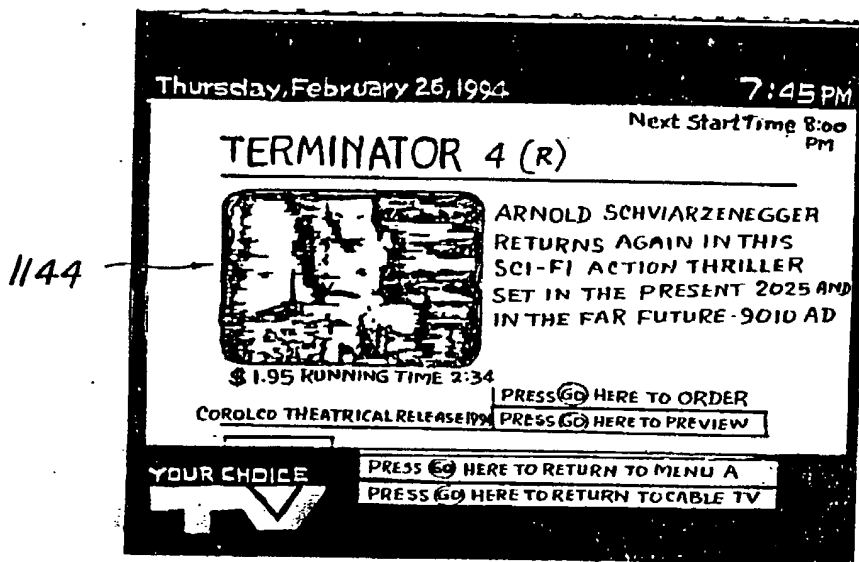 Thursday, February 26, 1994 7:45 PM
Next Start Time 8:00
PM
TERMINATOR 4 (R)
ARNOLD SCHVIARZENEGGER
RETURNS AGAIN IN THIS
SCI-FI ACTION THRILLER
SET IN THE PRESENT 2025 AND
IN THE FAR FUTURE-9010 AD
1144
$1.95 RUNNING TIME 2:34
PRESS GO HERE TO ORDER
COROLCO THEATRICAL RELEASE 1994 PRESS GO HERE TO PREVIEW
YOUR CHOICE
TV
PRESS GO HERE TO RETURN TO MENU A
PRESS GO HERE TO RETURN TO CABLE TV